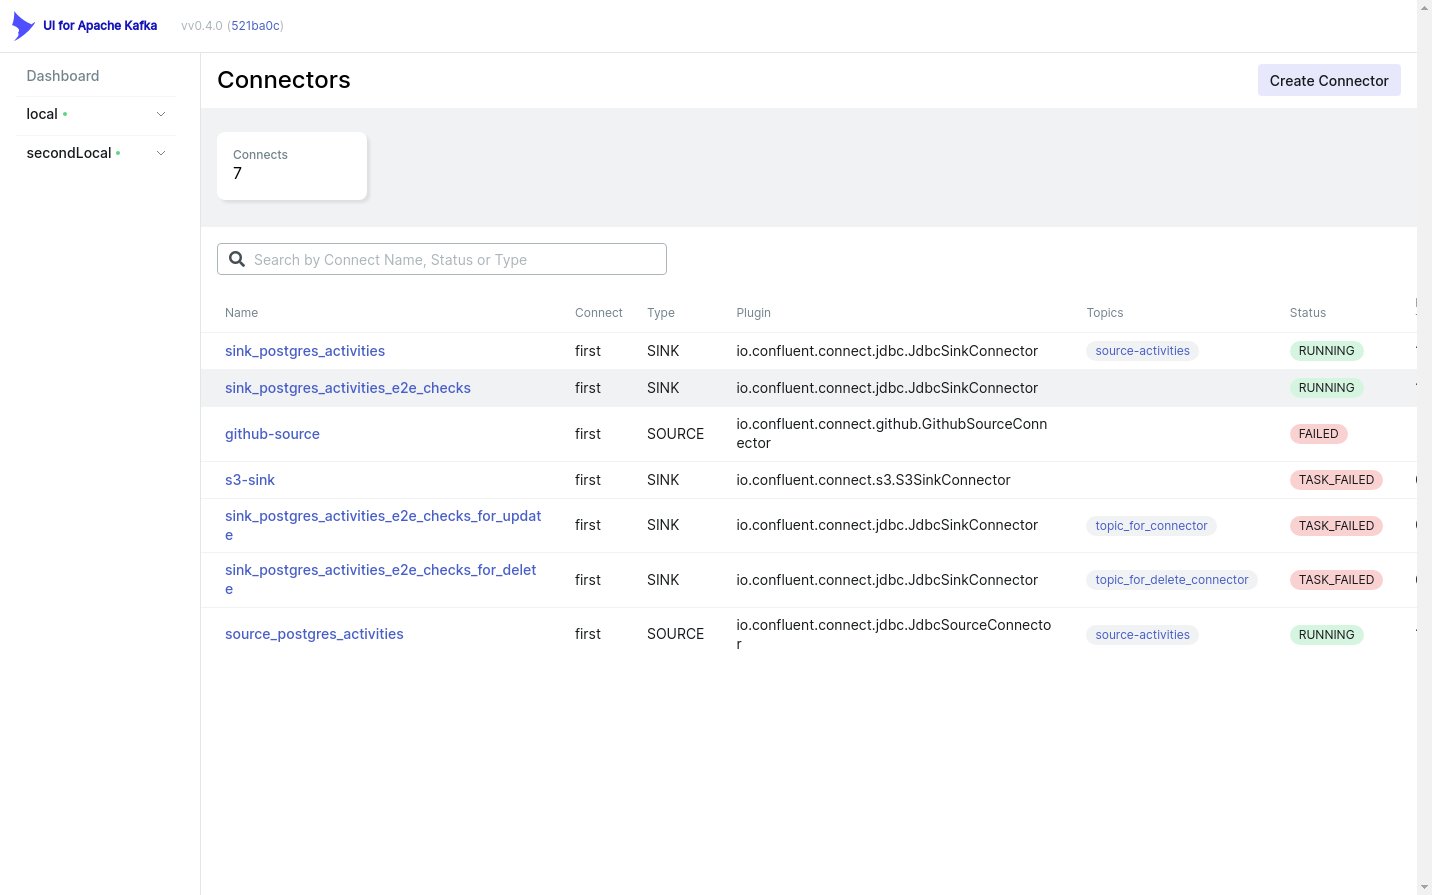 UI for Apache Kafka vv0.4.0 (521ba0c)
Dashboard
local
secondLocal
Connectors
Create Connector
Connects
7
Search by Connect Name, Status or Type
Name Connect Type Plugin Topics Status
sink_postgres_activities first SINK io.confluent.connect.jdbc.JdbcSinkConnector source-activities RUNNING
sink_postgres_activities_e2e_checks first SINK io.confluent.connect.jdbc.JdbcSinkConnector RUNNING
github-source first SOURCE io.confluent.connect.github.GithubSourceConn
ector FAILED
s3-sink first SINK io.confluent.connect.s3.S3SinkConnector TASK_FAILED
sink_postgres_activities_e2e_checks_for_updat
e first SINK io.confluent.connect.jdbc.JdbcSinkConnector topic_for_connector TASK_FAILED
sink_postgres_activities_e2e_checks_for_delet
e first SINK io.confluent.connect.jdbc.JdbcSinkConnector topic_for_delete_connector TASK_FAILED
source_postgres_activities first SOURCE io.confluent.connect.jdbc.JdbcSourceConnecto
r source-activities RUNNING